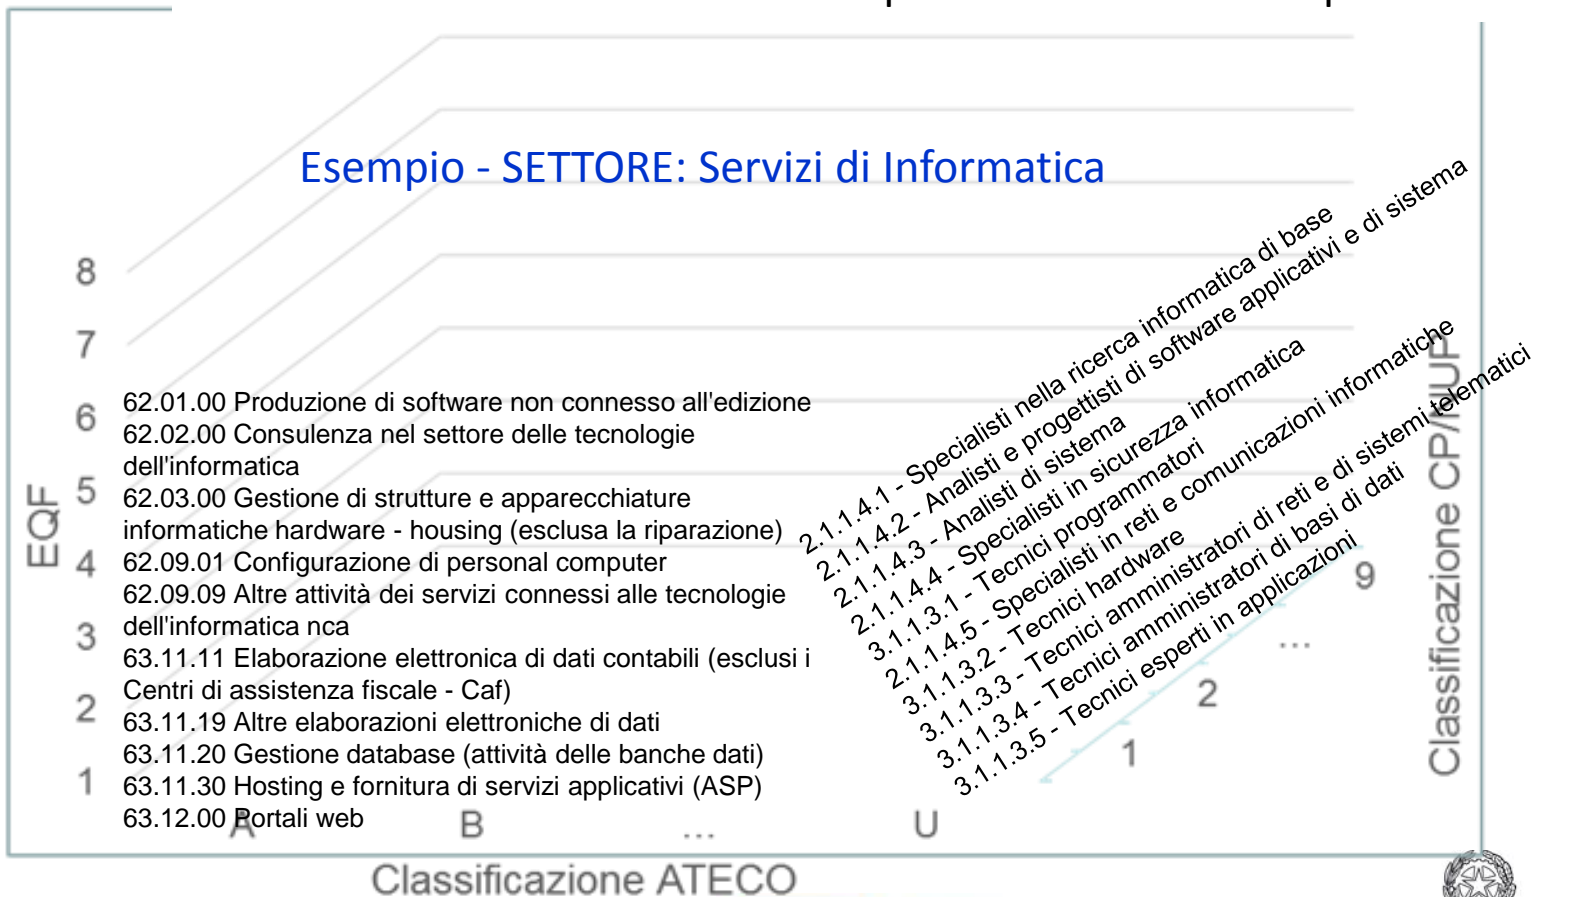 Esempio - SETTORE: Servizi di Informatica
8
7
6
5
4
3
2
1
EQF
62.01.00 Produzione di software non connesso all'edizione
62.02.00 Consulenza nel settore delle tecnologie
dell'informatica
62.03.00 Gestione di strutture e apparecchiature
informatiche hardware - housing (esclusa la riparazione)
62.09.01 Configurazione di personal computer
62.09.09 Altre attività dei servizi connessi alle tecnologie
dell'informatica nca
63.11.11 Elaborazione elettronica di dati contabili (esclusi i
Centri di assistenza fiscale - Caf)
63.11.19 Altre elaborazioni elettroniche di dati
63.11.20 Gestione database (attività delle banche dati)
63.11.30 Hosting e fornitura di servizi applicativi (ASP)
63.12.00 Portali web
2.1.1.4.1 - Specialisti nella ricerca informatica di base
2.1.1.4.2 - Analisti e progettisti di software applicativi e di sistema
2.1.1.4.3 - Analisti di sistema
2.1.1.4.4 - Specialisti in sicurezza informatica
3.1.1.3.1 - Tecnici programmatori
2.1.1.4.5 - Specialisti in reti e comunicazioni informatiche
3.1.1.3.2 - Tecnici hardware
3.1.1.3.3 - Tecnici amministratori di reti e di sistemi telematici
3.1.1.3.4 - Tecnici amministratori di basi di dati
3.1.1.3.5 - Tecnici esperti in applicazioni
9
...
2
1
Classificazione CP/NUP
A B ... U
Classificazione ATECO